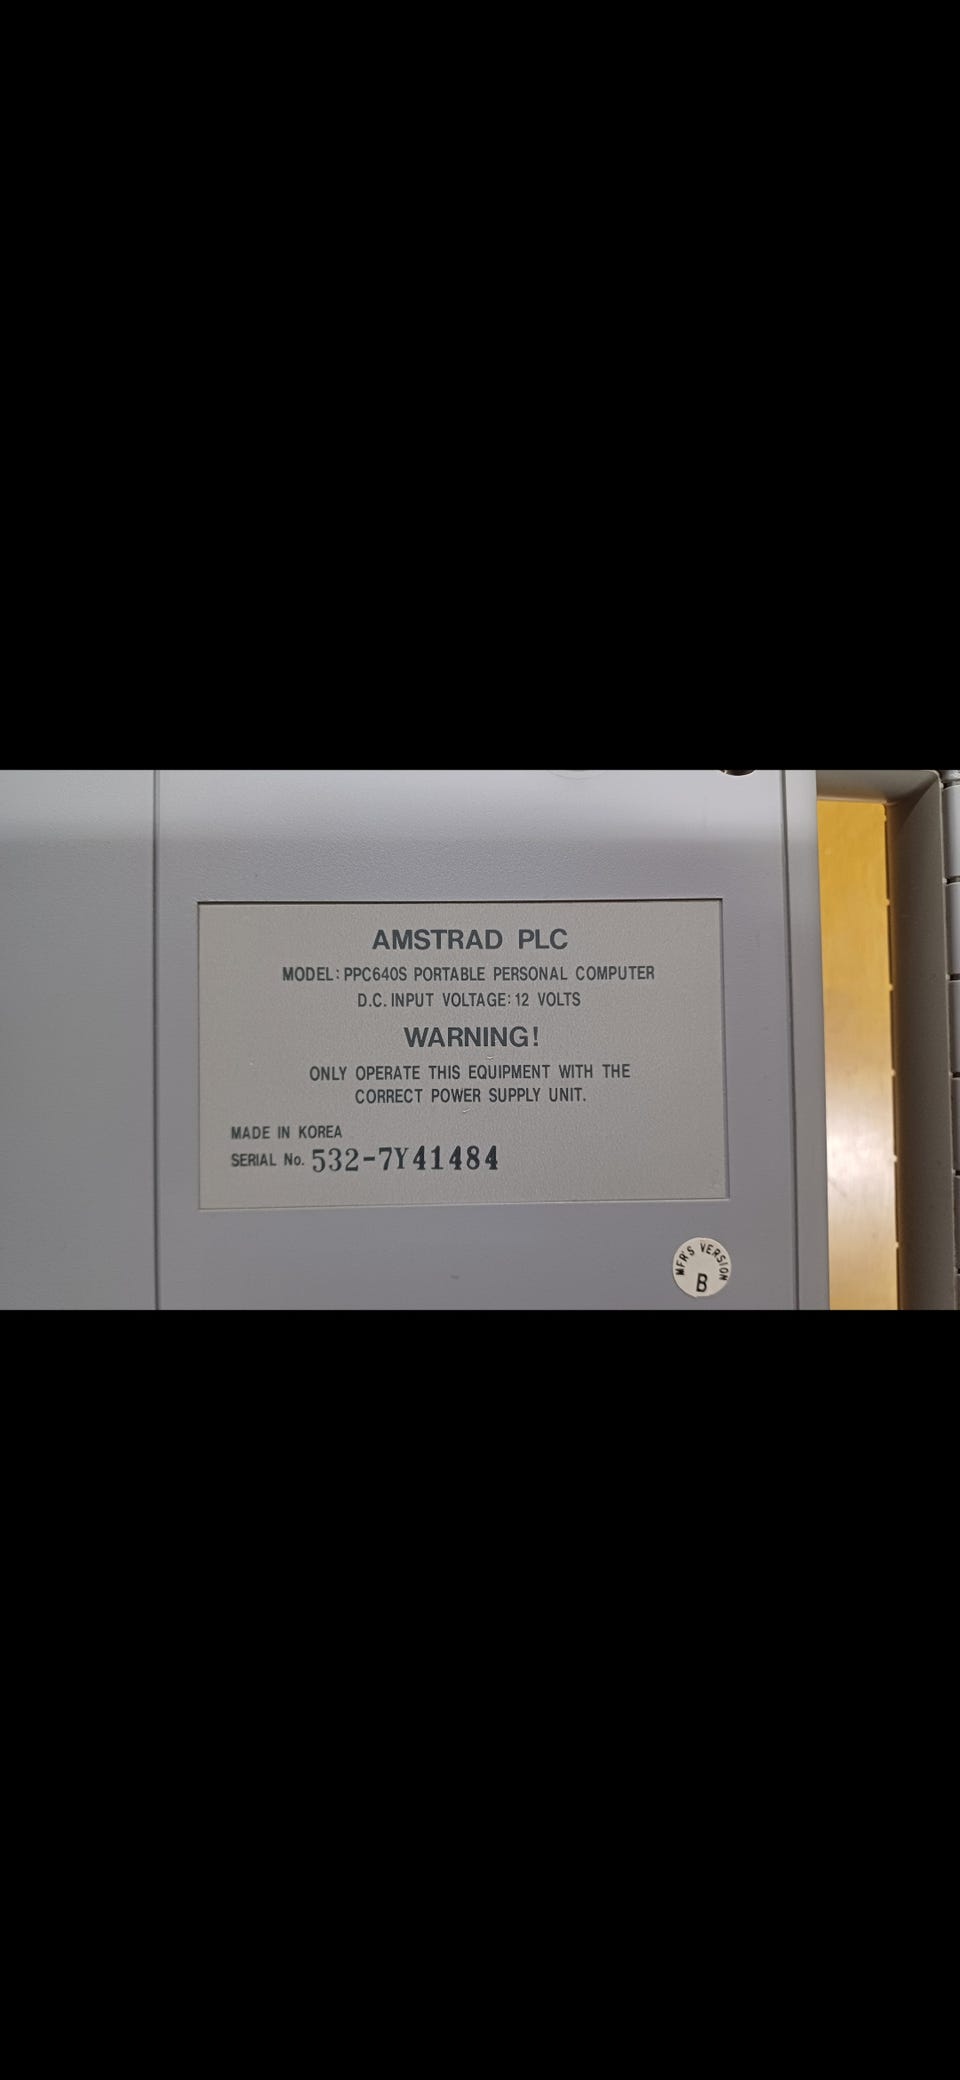 AMSTRAD PLC
MODEL: PPC640S PORTABLE PERSONAL COMPUTER
D.C. INPUT VOLTAGE: 12 VOLTS
WARNING!
ONLY OPERATE THIS EQUIPMENT WITH THE
CORRECT POWER SUPPLY UNIT.
MADE IN KOREA
SERIAL No. 532-7Y41484
MFR'S VERSION
B